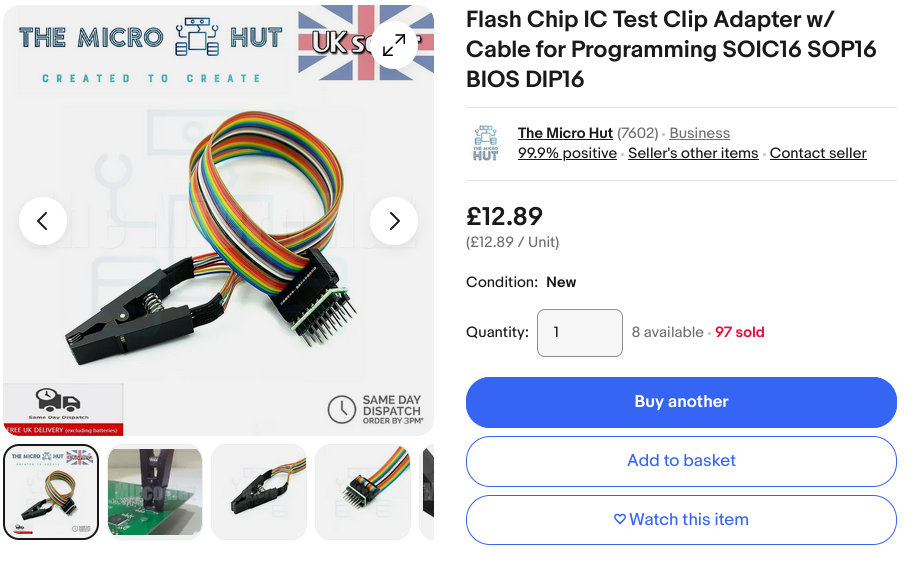 THE MICRO HUT
CREATED TO CREATE
UK
Same Day Dispatch
FREE UK DELIVERY (excluding batteries)
SAME DAY
DISPATCH
ORDER BY 3PM*
Flash Chip IC Test Clip Adapter w/
Cable for Programming SOIC16 SOP16
BIOS DIP16
THE MICRO
HUT
The Micro Hut (7602) · Business
99.9% positive · Seller's other items · Contact seller
£12.89
(£12.89 / Unit)
Condition: New
Quantity: 1 8 available · 97 sold
Buy another
Add to basket
Watch this item